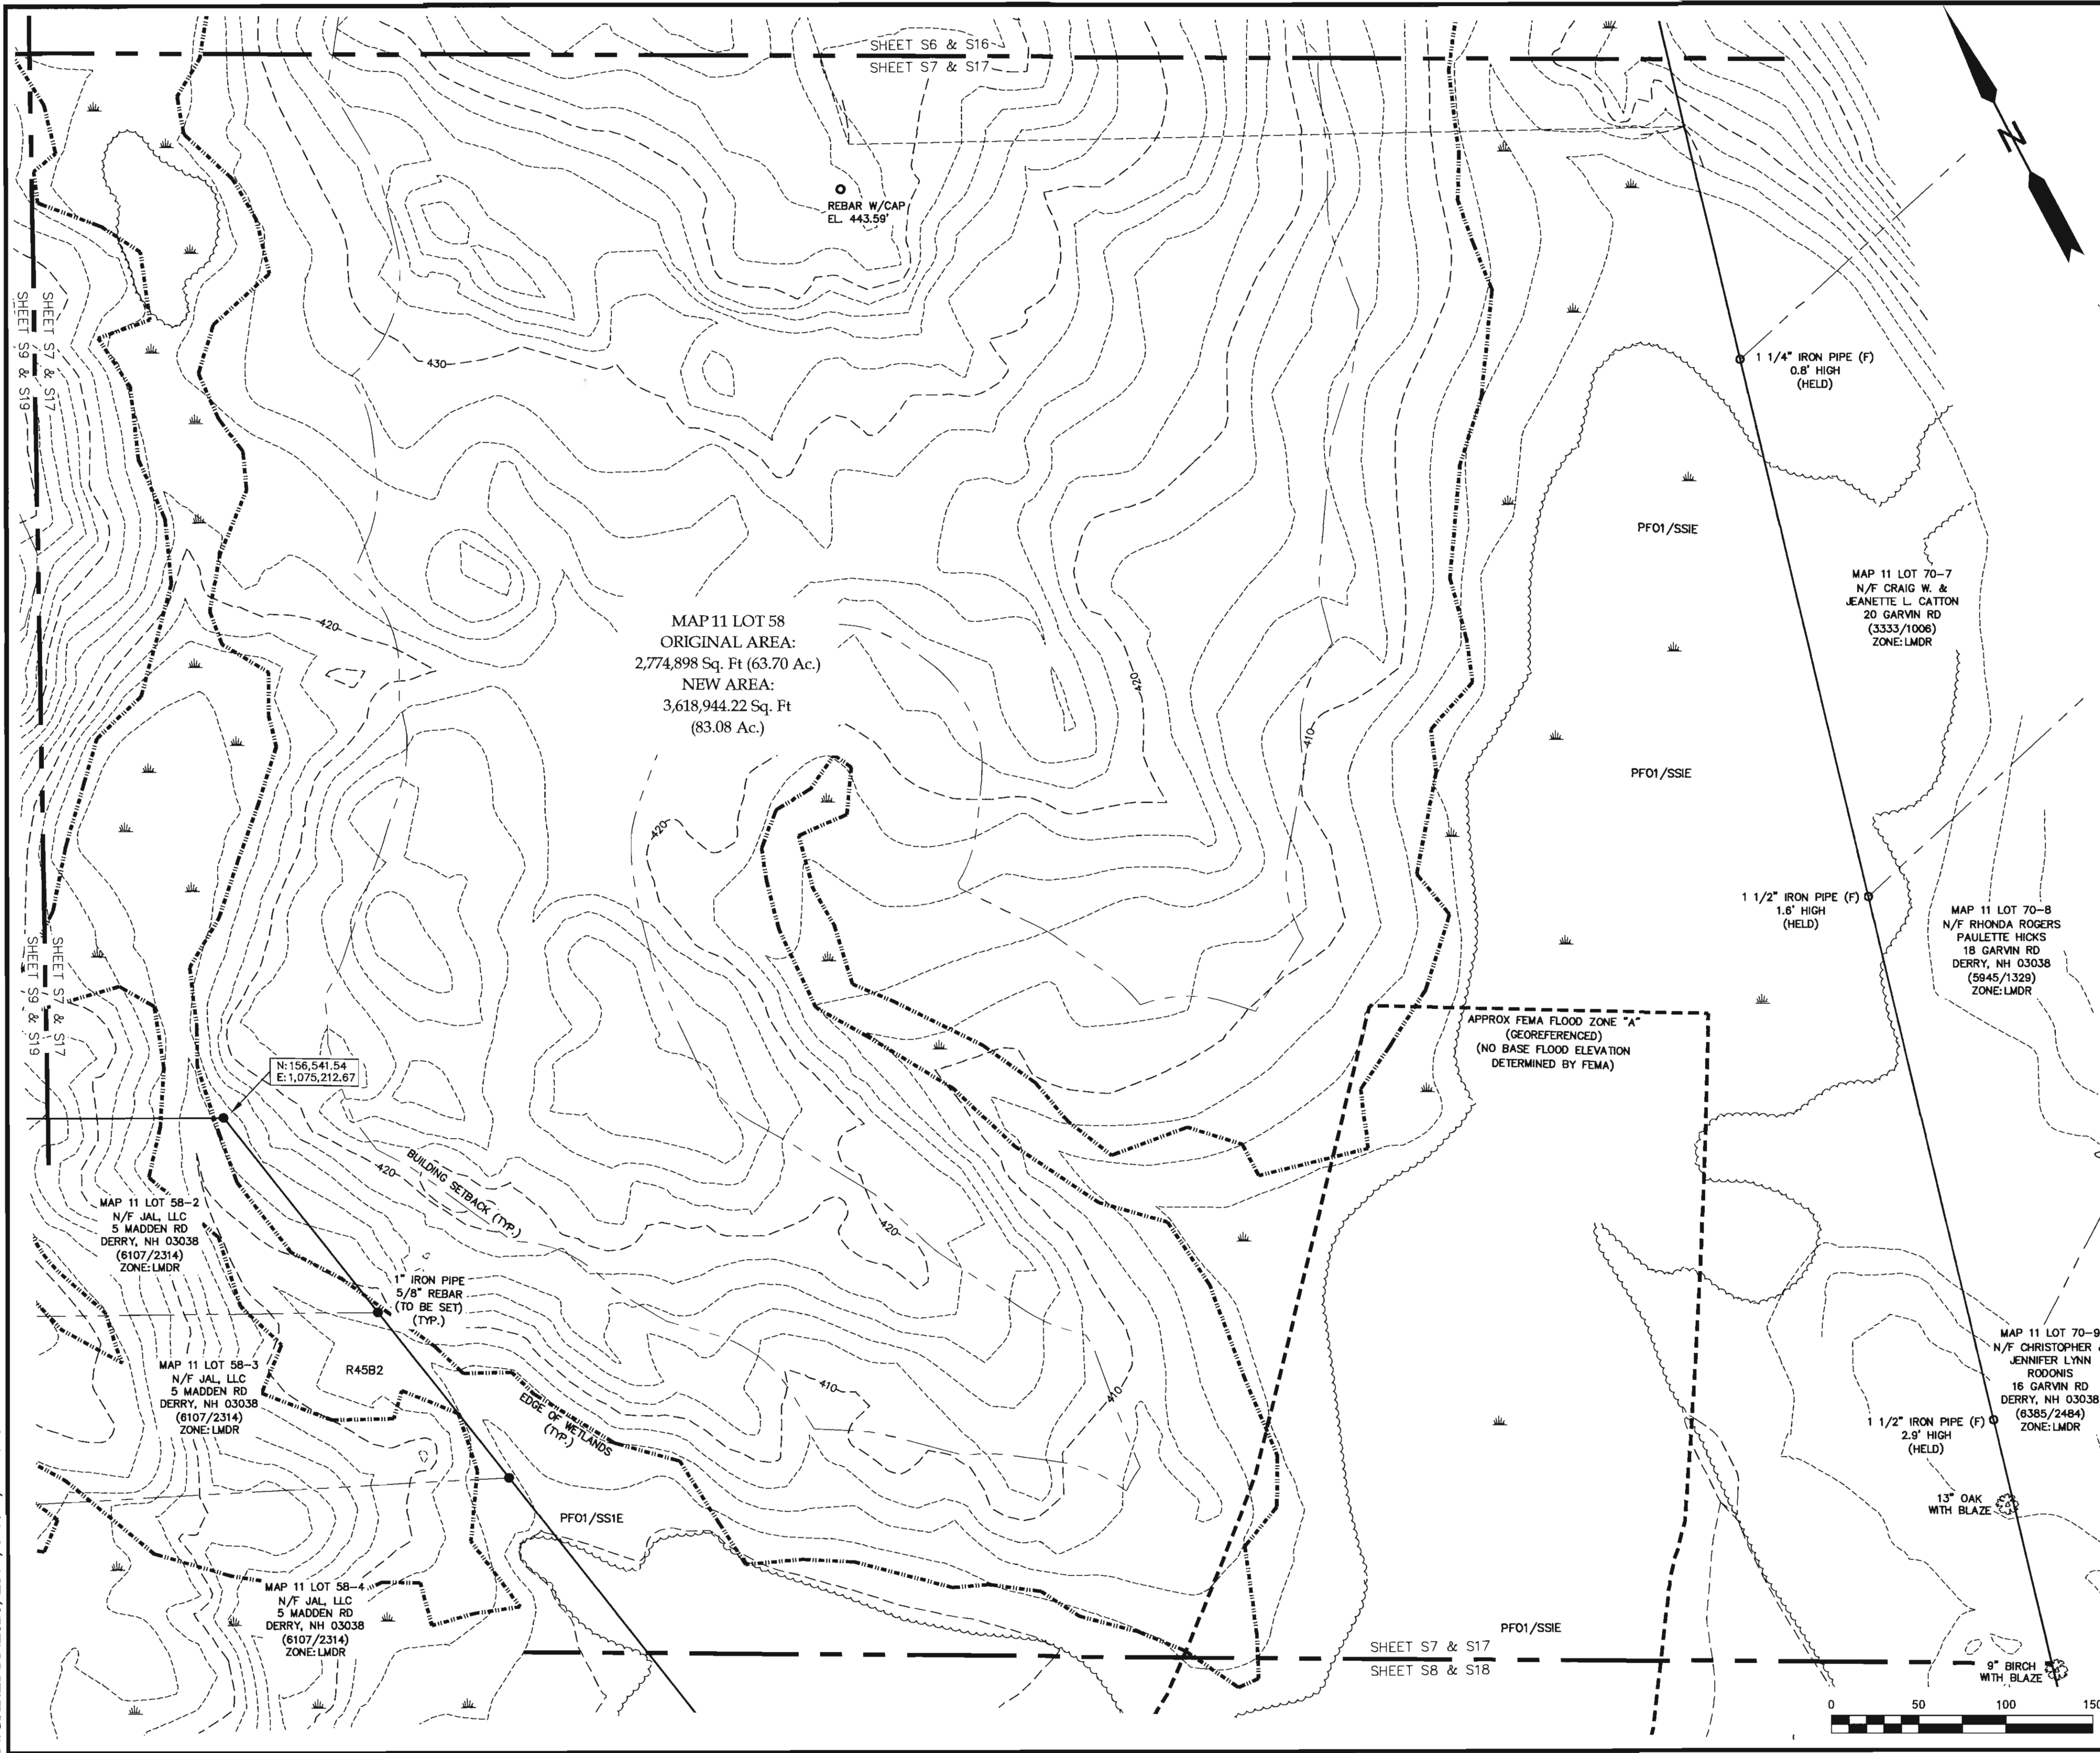 SHEET S6 & S16
SHEET S7 & S17
N
REBAR W/CAP
EL. 443.59'
SHEET S7 & S17
SHEET S9 & S19
430
1 1/4" IRON PIPE (F)
0.8' HIGH
(HELD)
PFO1/SSIE
MAP 11 LOT 70-7
N/F CRAIG W. &
JEANETTE L. CATTON
20 GARVIN RD
(3333/1006)
ZONE: LMDR
420
MAP 11 LOT 58
ORIGINAL AREA:
2,774,898 Sq. Ft (63.70 Ac.)
NEW AREA:
3,618,944.22 Sq. Ft
(83.08 Ac.)
420
410
PFO1/SSIE
420
1 1/2" IRON PIPE (F)
1.6' HIGH
(HELD)
MAP 11 LOT 70-8
N/F RHONDA ROGERS
PAULETTE HICKS
18 GARVIN RD
DERRY, NH 03038
(5945/1329)
ZONE: LMDR
SHEET S7 & S17
SHEET S9 & S19
APPROX FEMA FLOOD ZONE "A"
(GEOREFERENCED)
(NO BASE FLOOD ELEVATION
DETERMINED BY FEMA)
N: 156,541.54
E: 1,075,212.67
BUILDING SETBACK (TYP.)
420
420
MAP 11 LOT 58-2
N/F JAL, LLC
5 MADDEN RD
DERRY, NH 03038
(6107/2314)
ZONE: LMDR
1" IRON PIPE
5/8" REBAR
(TO BE SET)
(TYP.)
MAP 11 LOT 70-9
N/F CHRISTOPHER
JENNIFER LYNN
RODONIS
16 GARVIN RD
DERRY, NH 03038
(6385/2484)
ZONE: LMDR
MAP 11 LOT 58-3
N/F JAL, LLC
5 MADDEN RD
DERRY, NH 03038
(6107/2314)
ZONE: LMDR
R45B2
410
410
EDGE OF WETLANDS
(TYP.)
1 1/2" IRON PIPE (F)
2.9' HIGH
(HELD)
13" OAK
WITH BLAZE
PFO1/SS1E
MAP 11 LOT 58-4
N/F JAL, LLC
5 MADDEN RD
DERRY, NH 03038
(6107/2314)
ZONE: LMDR
PFO1/SSIE
SHEET S7 & S17
SHEET S8 & S18
9" BIRCH
WITH BLAZE
0 50 100 150